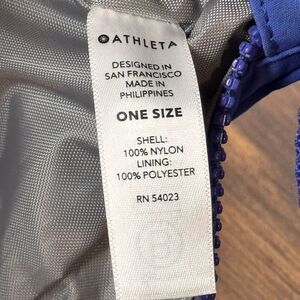 ATHLETA
DESIGNED IN
SAN FRANCISCO
MADE IN
PHILIPPINES
ONE SIZE
SHELL:
100% NYLON
LINING:
100% POLYESTER
RN 54023